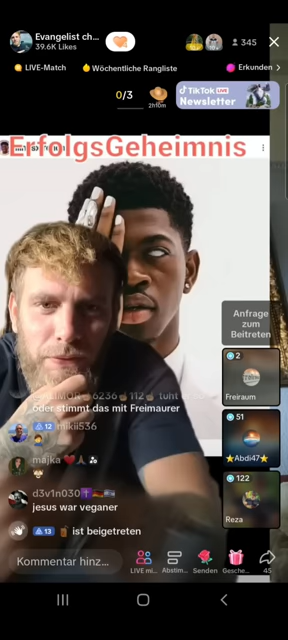 Evangelist ch...
39.6K Likes
345
LIVE-Match
Wöchentliche Rangliste
Erkunden
0/3
2h10m
TikTok LIVE
Newsletter
ErfolgsGeheimnis
Anfrage
zum
Beitreten
2
Freiraum
oder stimmt das mit Freimaurer
12 mikii536
51
⭐Abdi47⭐
majka ❤️🙏🏻
d3v1n030
jesus war veganer
122
Reza
13 ist beigetreten
Kommentar hinz...
LIVE mi...
Abstim...
Senden
Gesche...
45